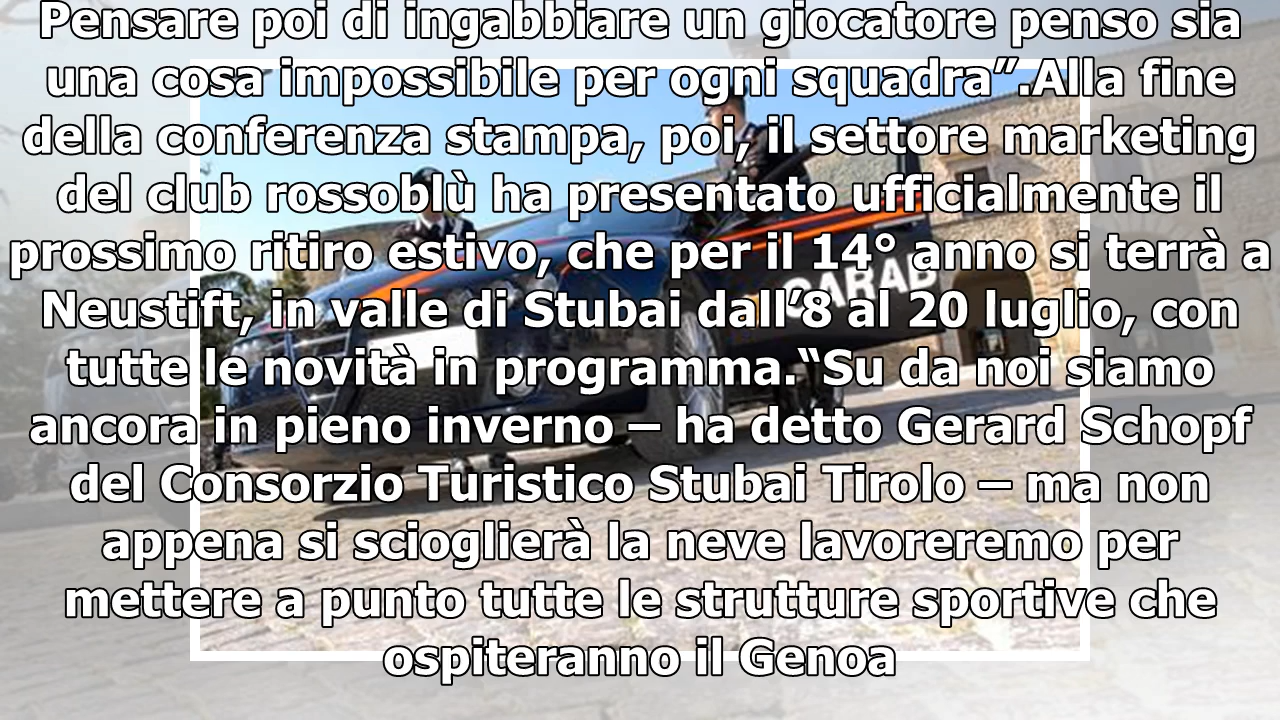 Pensare poi di ingabbiare un giocatore penso sia
una cosa impossibile per ogni squadra”.Alla fine
della conferenza stampa, poi, il settore marketing
del club rossoblù ha presentato ufficialmente il
prossimo ritiro estivo, che per il 14° anno si terrà a
Neustift, in valle di Stubai dall’8 al 20 luglio, con
tutte le novità in programma.“Su da noi siamo
ancora in pieno inverno – ha detto Gerard Schopf
del Consorzio Turistico Stubai Tirolo – ma non
appena si scioglierà la neve lavoreremo per
mettere a punto tutte le strutture sportive che
ospiteranno il Genoa
CARAB